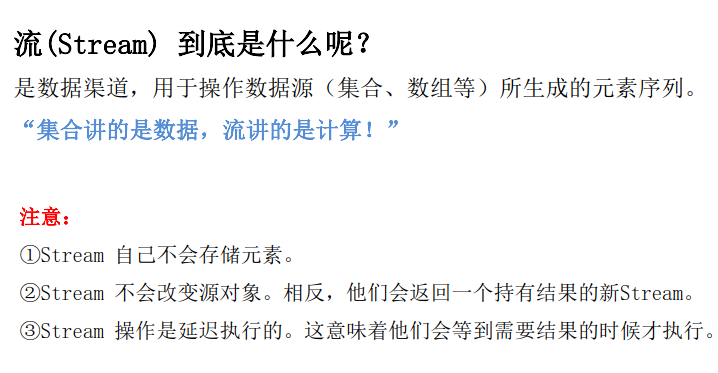 流(Stream) 到底是什么呢？
是数据渠道，用于操作数据源（集合、数组等）所生成的元素序列。
“集合讲的是数据，流讲的是计算！”
注意：
①Stream 自己不会存储元素。
②Stream 不会改变源对象。相反，他们会返回一个持有结果的新Stream。
③Stream 操作是延迟执行的。这意味着他们会等到需要结果的时候才执行。